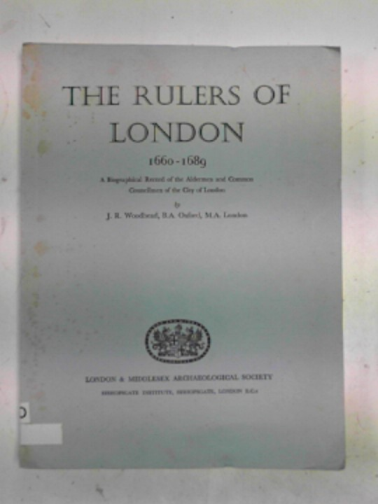 THE RULERS OF
LONDON
1660-1689
A Biographical Record of the Aldermen and Common
Councilmen of the City of London
by
J. R. Woodhead, B.A. Oxford, M.A. London
LONDON & MIDDLESEX ARCHAEOLOGICAL SOCIETY
BISHOPSGATE INSTITUTE, BISHOPSGATE, LONDON E.C.2